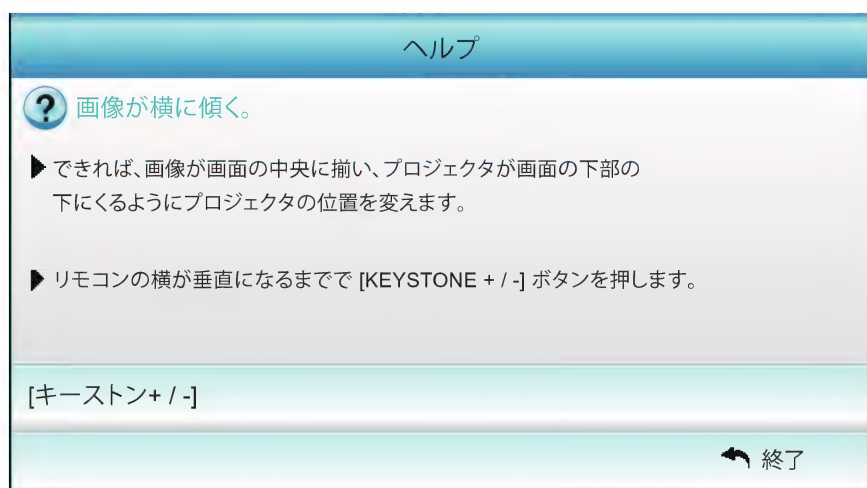 ヘルプ
? 画像が横に傾く。
できれば、画像が画面の中央に揃い、プロジェクタが画面の下部の
下にくるようにプロジェクタの位置を変えます。
リモコンの横が垂直になるまでで [KEYSTONE + / -] ボタンを押します。
[キーストン+ / -]
終了